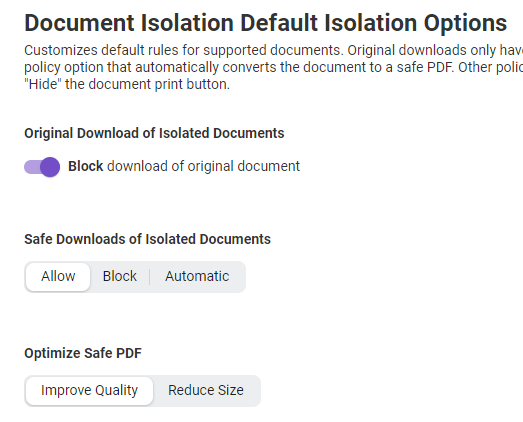 Document Isolation Default Isolation Options
Customizes default rules for supported documents. Original downloads only hav
policy option that automatically converts the document to a safe PDF. Other polic
"Hide" the document print button.
Original Download of Isolated Documents
Block download of original document
Safe Downloads of Isolated Documents
Allow Block Automatic
Optimize Safe PDF
Improve Quality Reduce Size